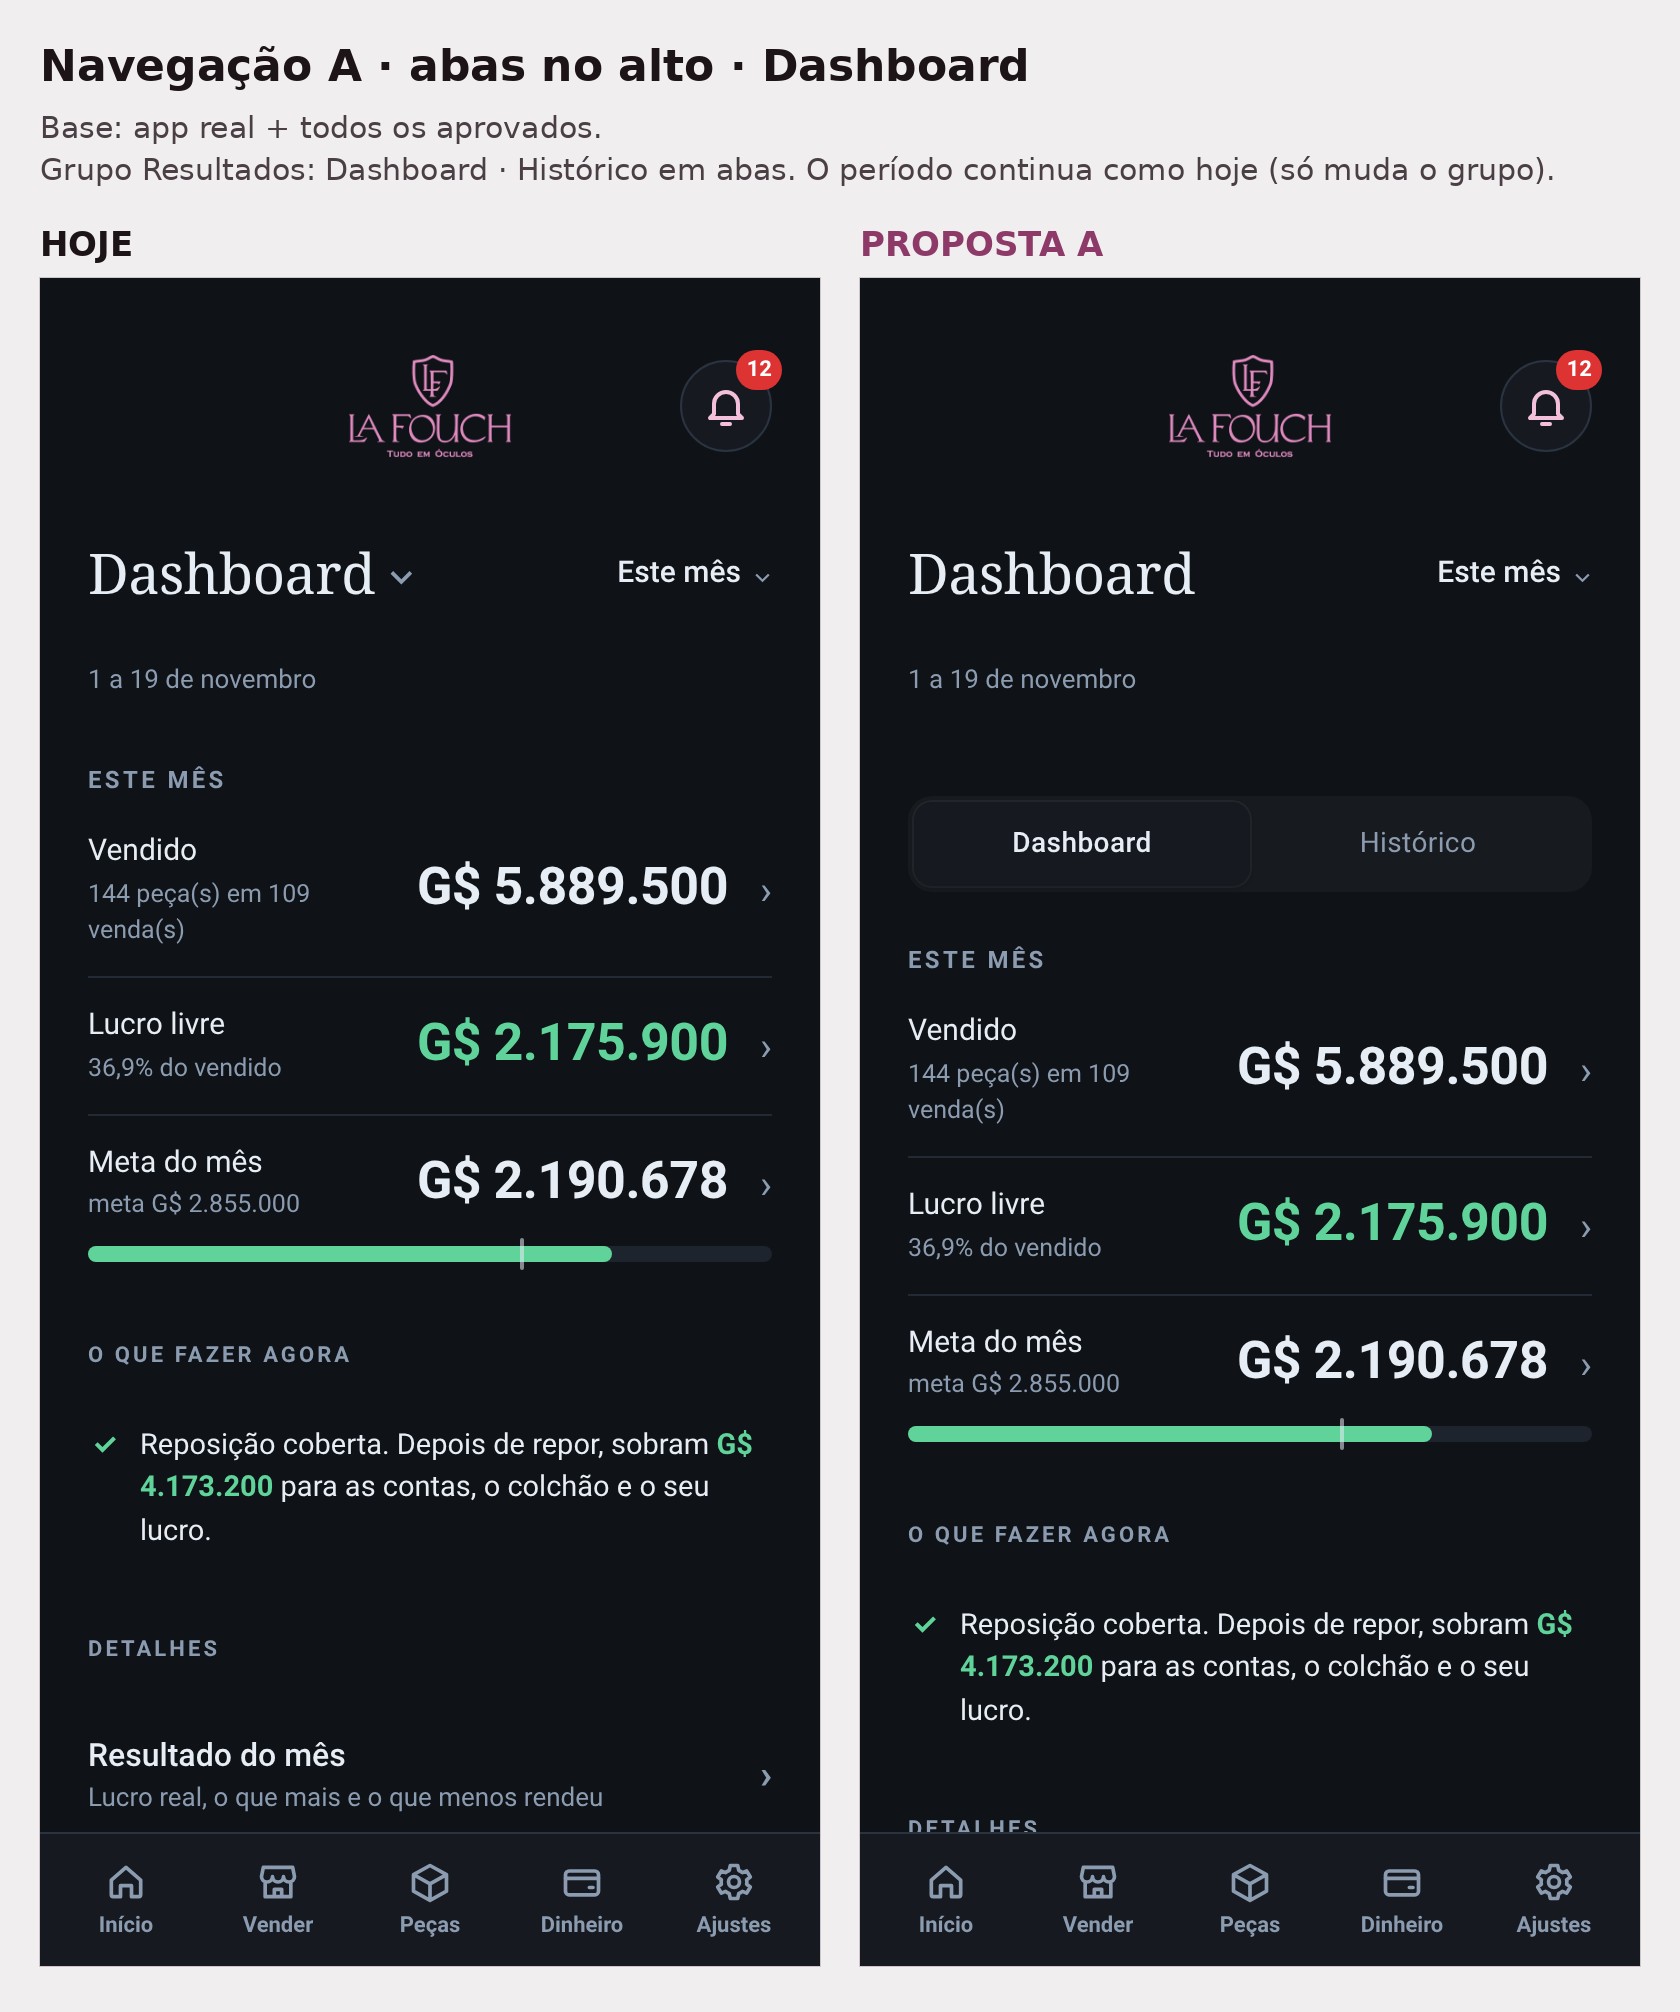 Navegação A · abas no alto · Dashboard
Base: app real + todos os aprovados.
Grupo Resultados: Dashboard · Histórico em abas. O período continua como hoje (só muda o grupo).
HOJE
LF
LA FOUCH
TUDO EM ÓCULOS
12
Dashboard
Este mês
1 a 19 de novembro
ESTE MÊS
Vendido
144 peça(s) em 109
venda(s)
G$ 5.889.500
Lucro livre
36,9% do vendido
G$ 2.175.900
Meta do mês
meta G$ 2.855.000
G$ 2.190.678
O QUE FAZER AGORA
Reposição coberta. Depois de repor, sobram G$
4.173.200 para as contas, o colchão e o seu
lucro.
DETALHES
Resultado do mês
Lucro real, o que mais e o que menos rendeu
Início
Vender
Peças
Dinheiro
Ajustes
PROPOSTA A
LF
LA FOUCH
TUDO EM ÓCULOS
12
Dashboard
Este mês
1 a 19 de novembro
Dashboard
Histórico
ESTE MÊS
Vendido
144 peça(s) em 109
venda(s)
G$ 5.889.500
Lucro livre
36,9% do vendido
G$ 2.175.900
Meta do mês
meta G$ 2.855.000
G$ 2.190.678
O QUE FAZER AGORA
Reposição coberta. Depois de repor, sobram G$
4.173.200 para as contas, o colchão e o seu
lucro.
DETALHES
Início
Vender
Peças
Dinheiro
Ajustes